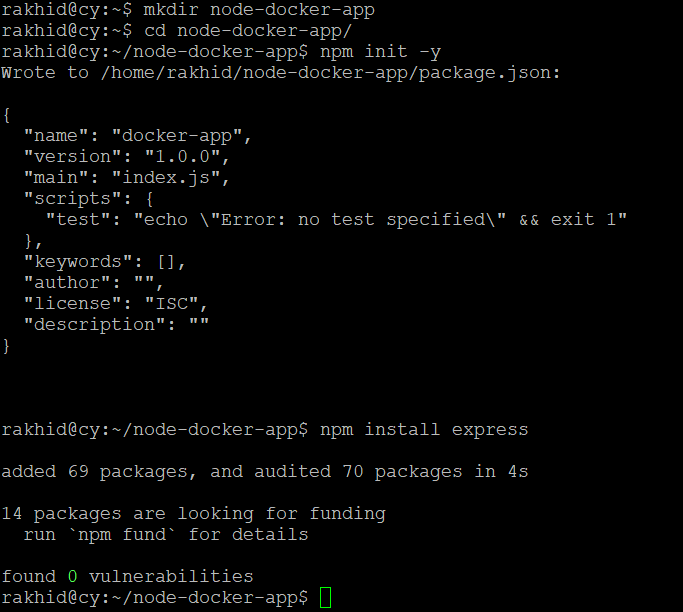 rakhid@cy:~$ mkdir node-docker-app
rakhid@cy:~$ cd node-docker-app/
rakhid@cy:~/node-docker-app$ npm init -y
Wrote to /home/rakhid/node-docker-app/package.json:
{
  "name": "docker-app",
  "version": "1.0.0",
  "main": "index.js",
  "scripts": {
    "test": "echo \"Error: no test specified\" && exit 1"
  },
  "keywords": [],
  "author": "",
  "license": "ISC",
  "description": ""
}
rakhid@cy:~/node-docker-app$ npm install express
added 69 packages, and audited 70 packages in 4s
14 packages are looking for funding
  run `npm fund` for details
found 0 vulnerabilities
rakhid@cy:~/node-docker-app$